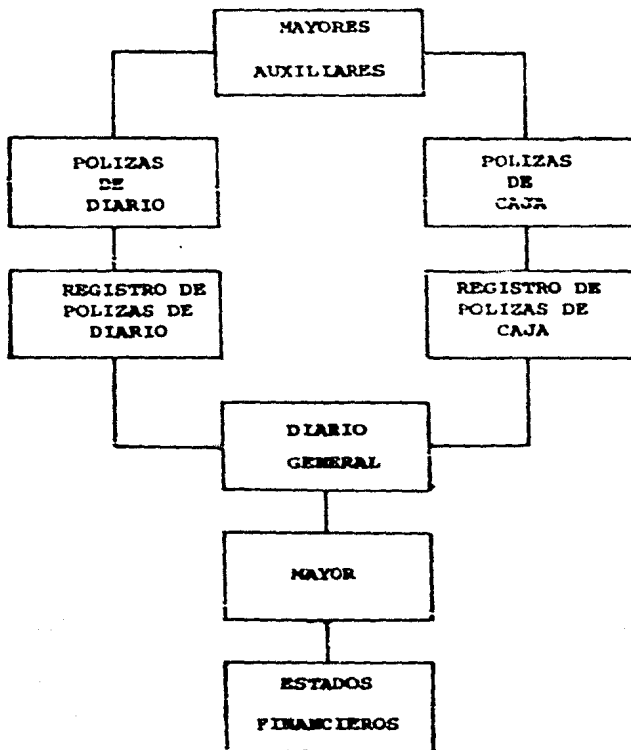 MAYORES
AUXILIARES
POLIZAS
DE
DIARIO
POLIZAS
DE
CAJA
REGISTRO DE
POLIZAS DE
DIARIO
REGISTRO DE
POLIZAS DE
CAJA
DIARIO
GENERAL
MAYOR
ESTADOS
FINANCIEROS